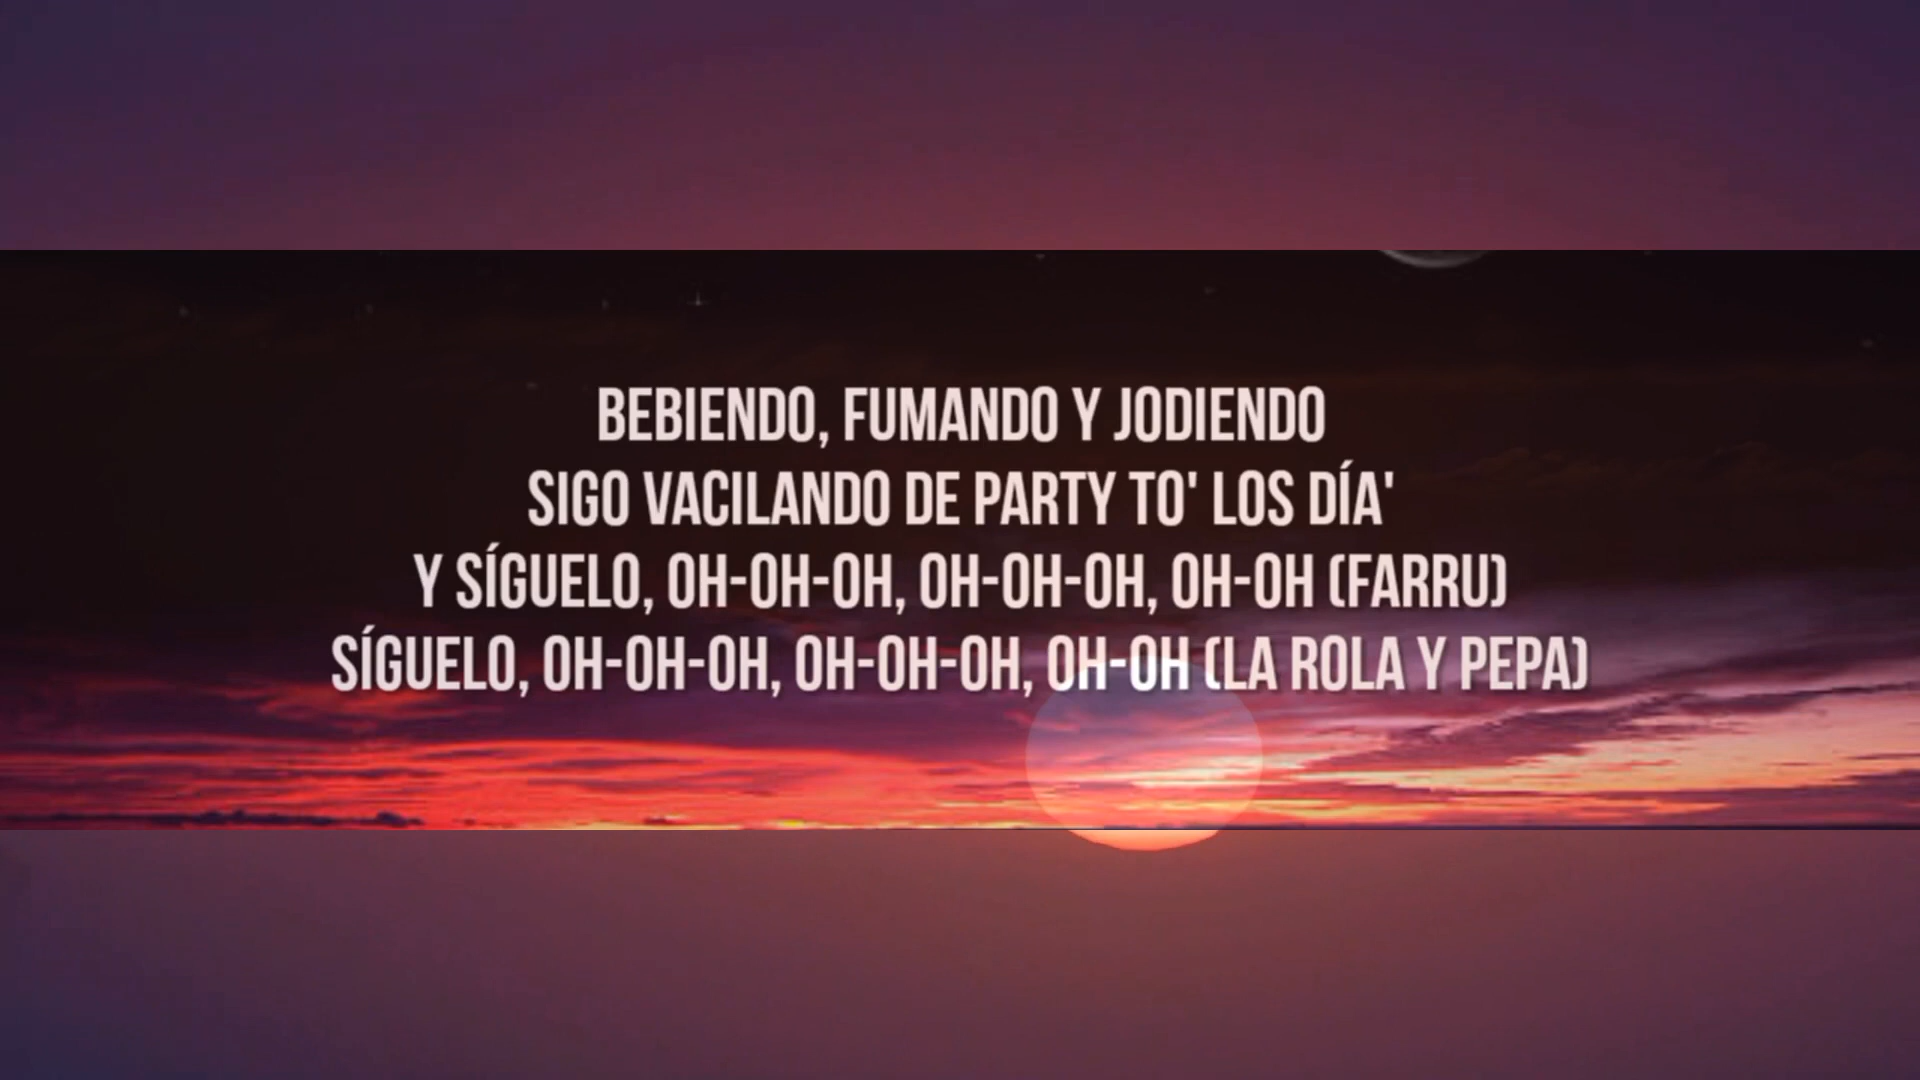 BEBIENDO, FUMANDO Y JODIENDO
SIGO VACILANDO DE PARTY TO' LOS DÍA'
Y SÍGUELO, OH-OH-OH, OH-OH-OH, OH-OH (FARRU)
SÍGUELO, OH-OH-OH, OH-OH-OH, OH-OH (LA ROLA Y PEPA)